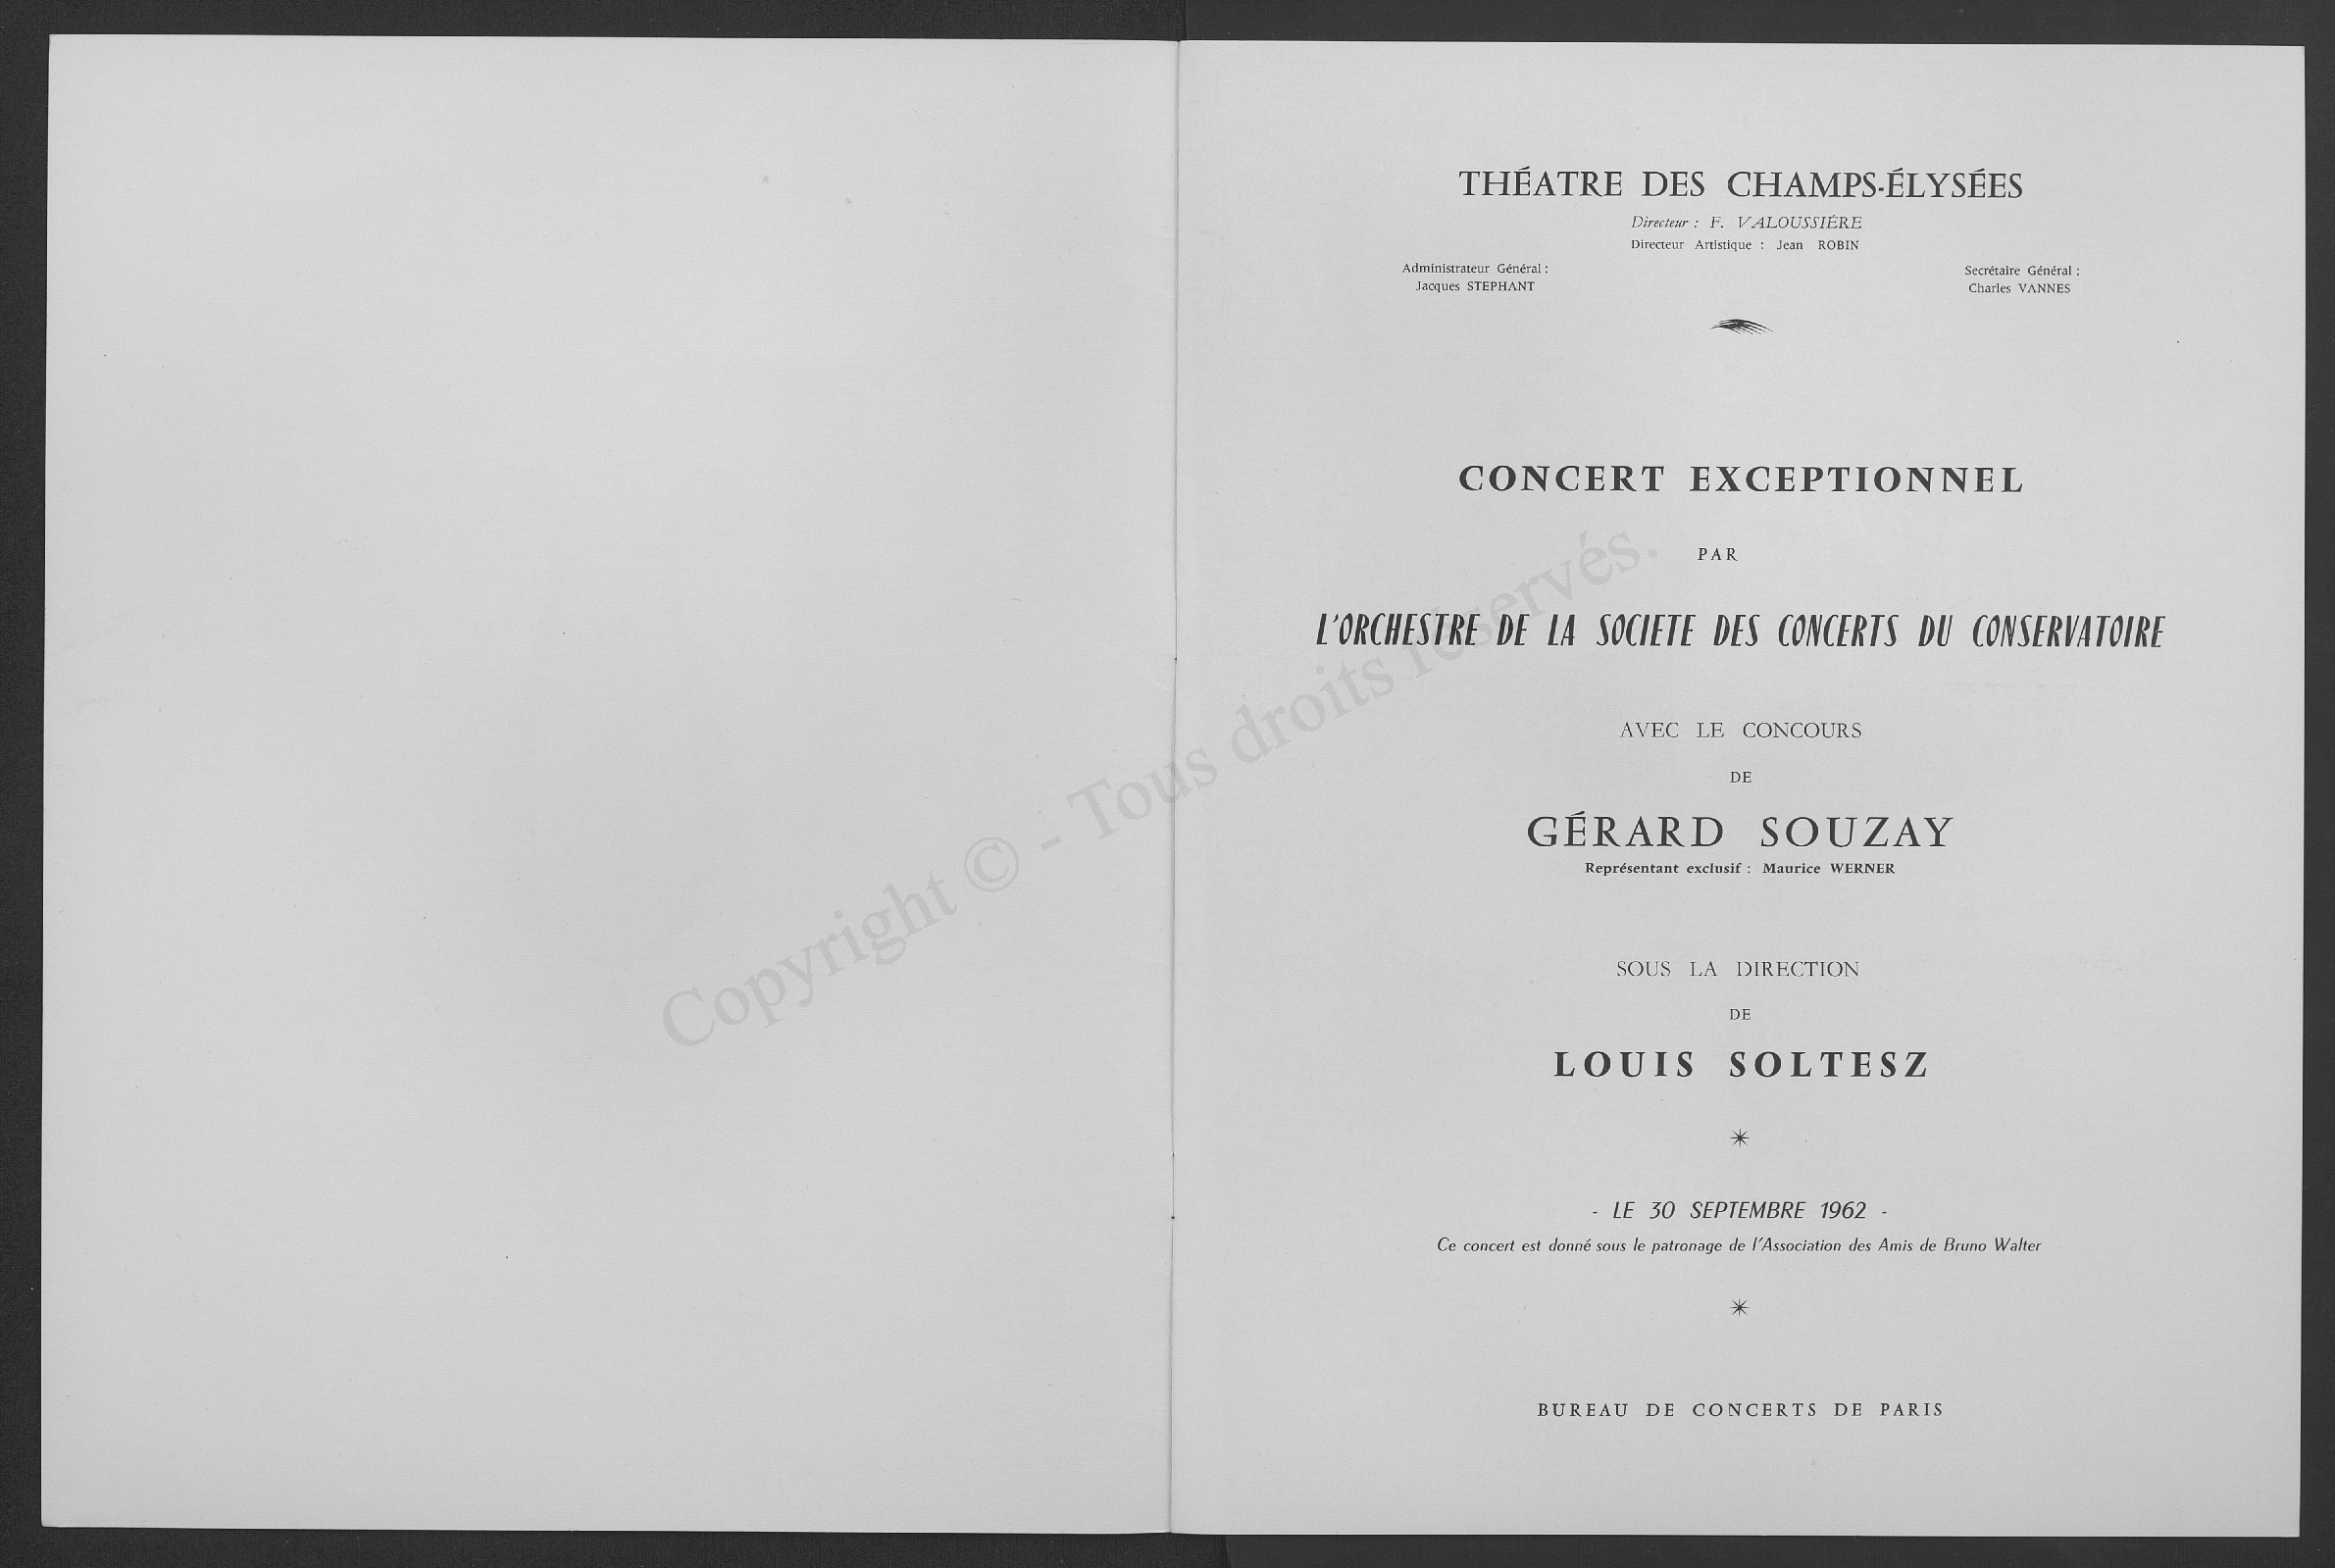 THÉATRE DES CHAMPS-ÉLYSÉES
Directeur : F. VALOUSSIÉRE
Directeur Artistique : Jean ROBIN
Administrateur Général :
Jacques STEPHANT
Secrétaire Général :
Charles VANNES
CONCERT EXCEPTIONNEL
PAR
L'ORCHESTRE DE LA SOCIETE DES CONCERTS DU CONSERVATOIRE
AVEC LE CONCOURS
DE
GÉRARD SOUZAY
Représentant exclusif : Maurice WERNER
SOUS LA DIRECTION
DE
LOUIS SOLTESZ
- LE 30 SEPTEMBRE 1962 -
Ce concert est donné sous le patronage de l'Association des Amis de Bruno Walter
BUREAU DE CONCERTS DE PARIS
Copyright © - Tous droits réservés.